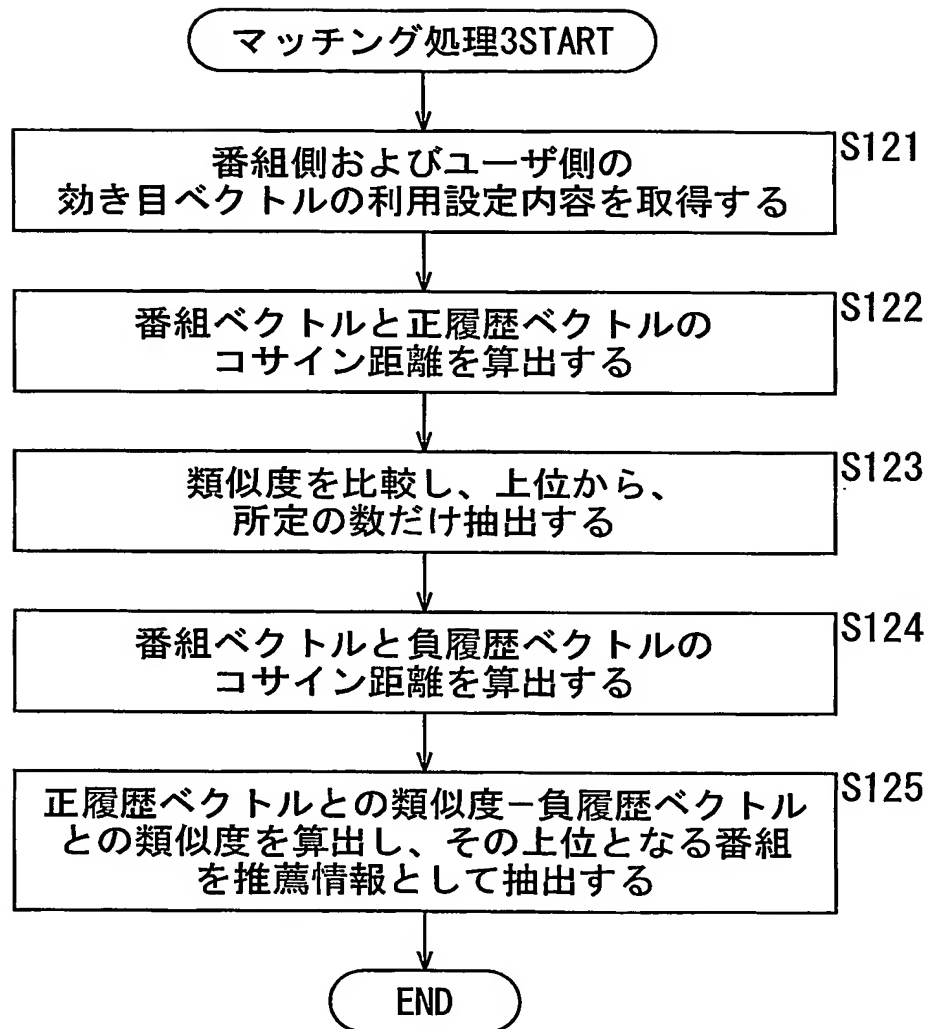 マッチング処理3START
S121
番組側およびユーザ側の
効き目ベクトルの利用設定内容を取得する
S122
番組ベクトルと正履歴ベクトルの
コサイン距離を算出する
S123
類似度を比較し、上位から、
所定の数だけ抽出する
S124
番組ベクトルと負履歴ベクトルの
コサイン距離を算出する
S125
正履歴ベクトルとの類似度−負履歴ベクトル
との類似度を算出し、その上位となる番組
を推薦情報として抽出する
END